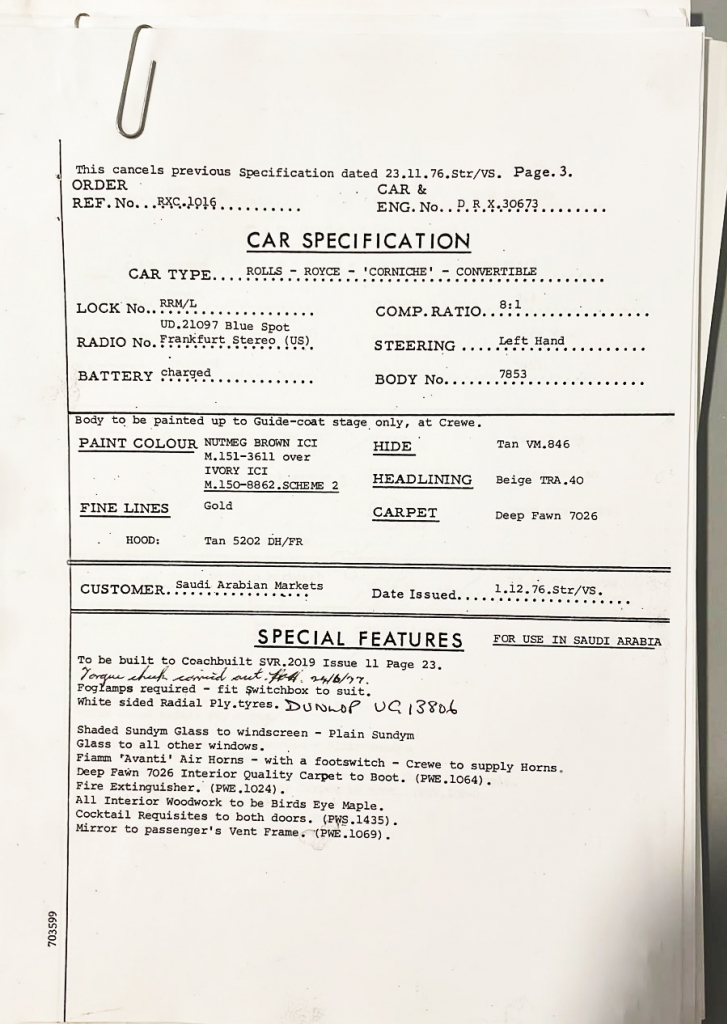 This cancels previous Specification dated 23.11.76.Str/VS. Page.3.
ORDER
REF.No...RXC.1016..........
CAR &
ENG.No..D R X.30673........
CAR SPECIFICATION
CAR TYPE....ROLLS - ROYCE - 'CORNICHE' - CONVERTIBLE
LOCK No..RRM/L
COMP.RATIO..8:1
UD.21097 Blue Spot
RADIO No.Frankfurt Stereo (US)
STEERING ....Left Hand
BATTERY charged
BODY No......7853
Body to be painted up to Guide-coat stage only, at Crewe.
PAINT COLOUR NUTMEG BROWN ICI
M.151-3611 over
IVORY ICI
M.150-8862.SCHEME 2
HIDE Tan VM.846
HEADLINING Beige TRA.40
FINE LINES Gold
CARPET Deep Fawn 7026
HOOD: Tan 5202 DH/FR
CUSTOMER. Saudi Arabian Markets
Date Issued.....1.12.76.Str/VS.
SPECIAL FEATURES FOR USE IN SAUDI ARABIA
To be built to Coachbuilt SVR.2019 Issue 11 Page 23.
Torque check carried out. 24/6/77.
Foglamps required - fit switchbox to suit.
White sided Radial Ply.tyres. DUNLOP UG 13806
Shaded Sundym Glass to windscreen - Plain Sundym
Glass to all other windows.
Fiamm 'Avanti' Air Horns - with a footswitch - Crewe to supply Horns.
Deep Fawn 7026 Interior Quality Carpet to Boot. (PWE.1064).
Fire Extinguisher. (PWE.1024).
All Interior Woodwork to be Birds Eye Maple.
Cocktail Requisites to both doors. (PWS.1435).
Mirror to passenger's Vent Frame. (PWE.1069).
703599